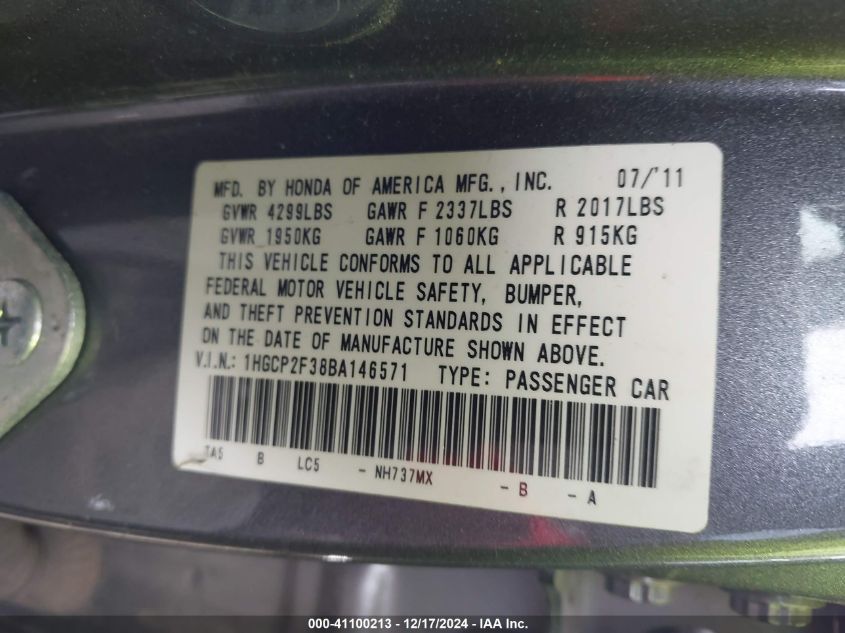 MFD. BY HONDA OF AMERICA MFG., INC. 07/'11
GVWR 4299LBS GAWR F 2337LBS R 2017LBS
GVWR 1950KG GAWR F 1060KG R 915KG
THIS VEHICLE CONFORMS TO ALL APPLICABLE
FEDERAL MOTOR VEHICLE SAFETY, BUMPER,
AND THEFT PREVENTION STANDARDS IN EFFECT
ON THE DATE OF MANUFACTURE SHOWN ABOVE.
V.I.N.: 1HGCP2F38BA146571 TYPE: PASSENGER CAR
TA5 B LC5 - NH737MX - B - A
000-41100213 - 12/17/2024 - IAA Inc.